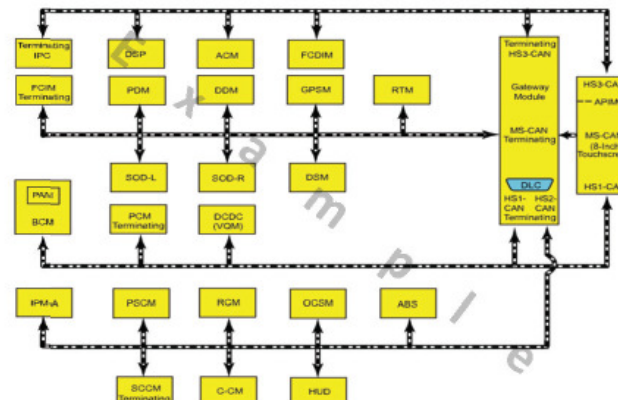 Terminating
IPC
DSP
ACM
FCDIM
Terminating
HS3-CAN
FCIM
Terminating
PDM
DDM
GPSM
RTM
Gateway
Module
HS3-CAN
APIM
MS-CAN
Terminating
MS-CAN
(8-Inch
Touchscreen
SOD-L
SOD-R
DSM
DLC
HS1-CAN
PAM
BCM
PCM
Terminating
DCDC
(VQM)
HS1- HS2-
CAN CAN
Terminating
IPM-A
PSCM
RCM
OCSM
ABS
SCCM
Terminating
C-CM
HUD
Example